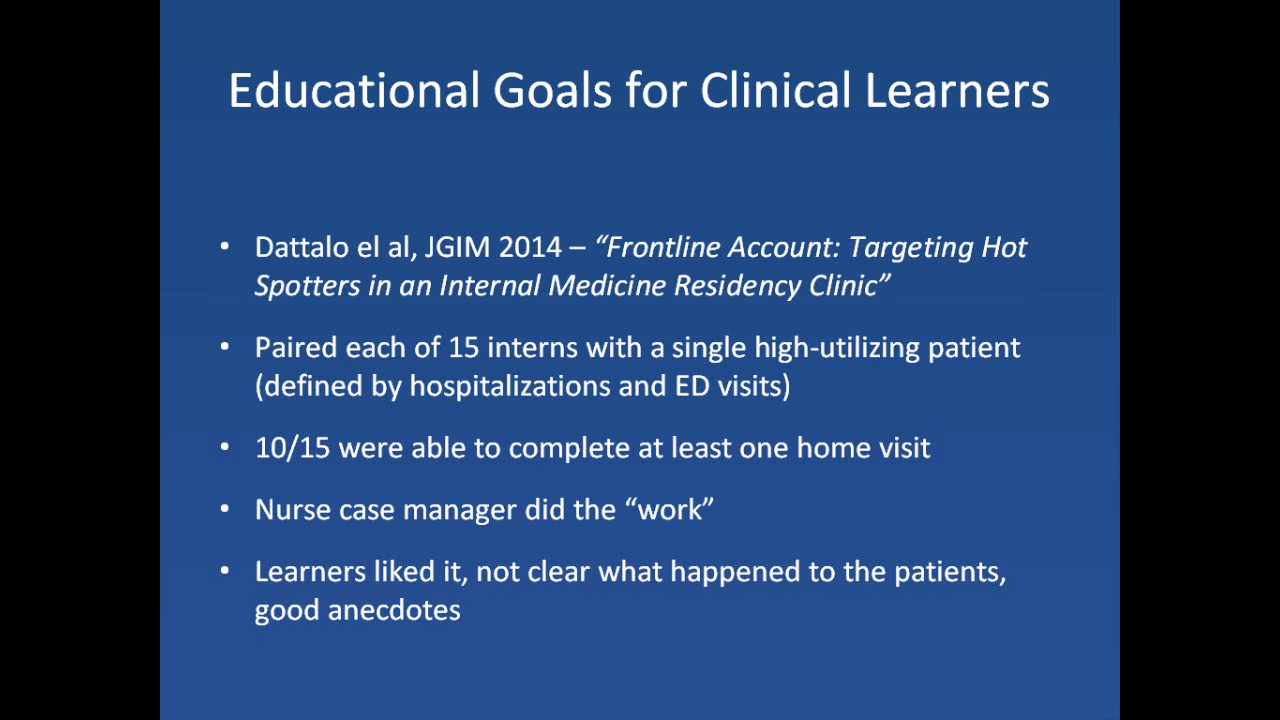 Educational Goals for Clinical Learners
• Dattalo el al, JGIM 2014 – “Frontline Account: Targeting Hot
Spotters in an Internal Medicine Residency Clinic”
• Paired each of 15 interns with a single high-utilizing patient
(defined by hospitalizations and ED visits)
• 10/15 were able to complete at least one home visit
• Nurse case manager did the “work”
• Learners liked it, not clear what happened to the patients,
good anecdotes